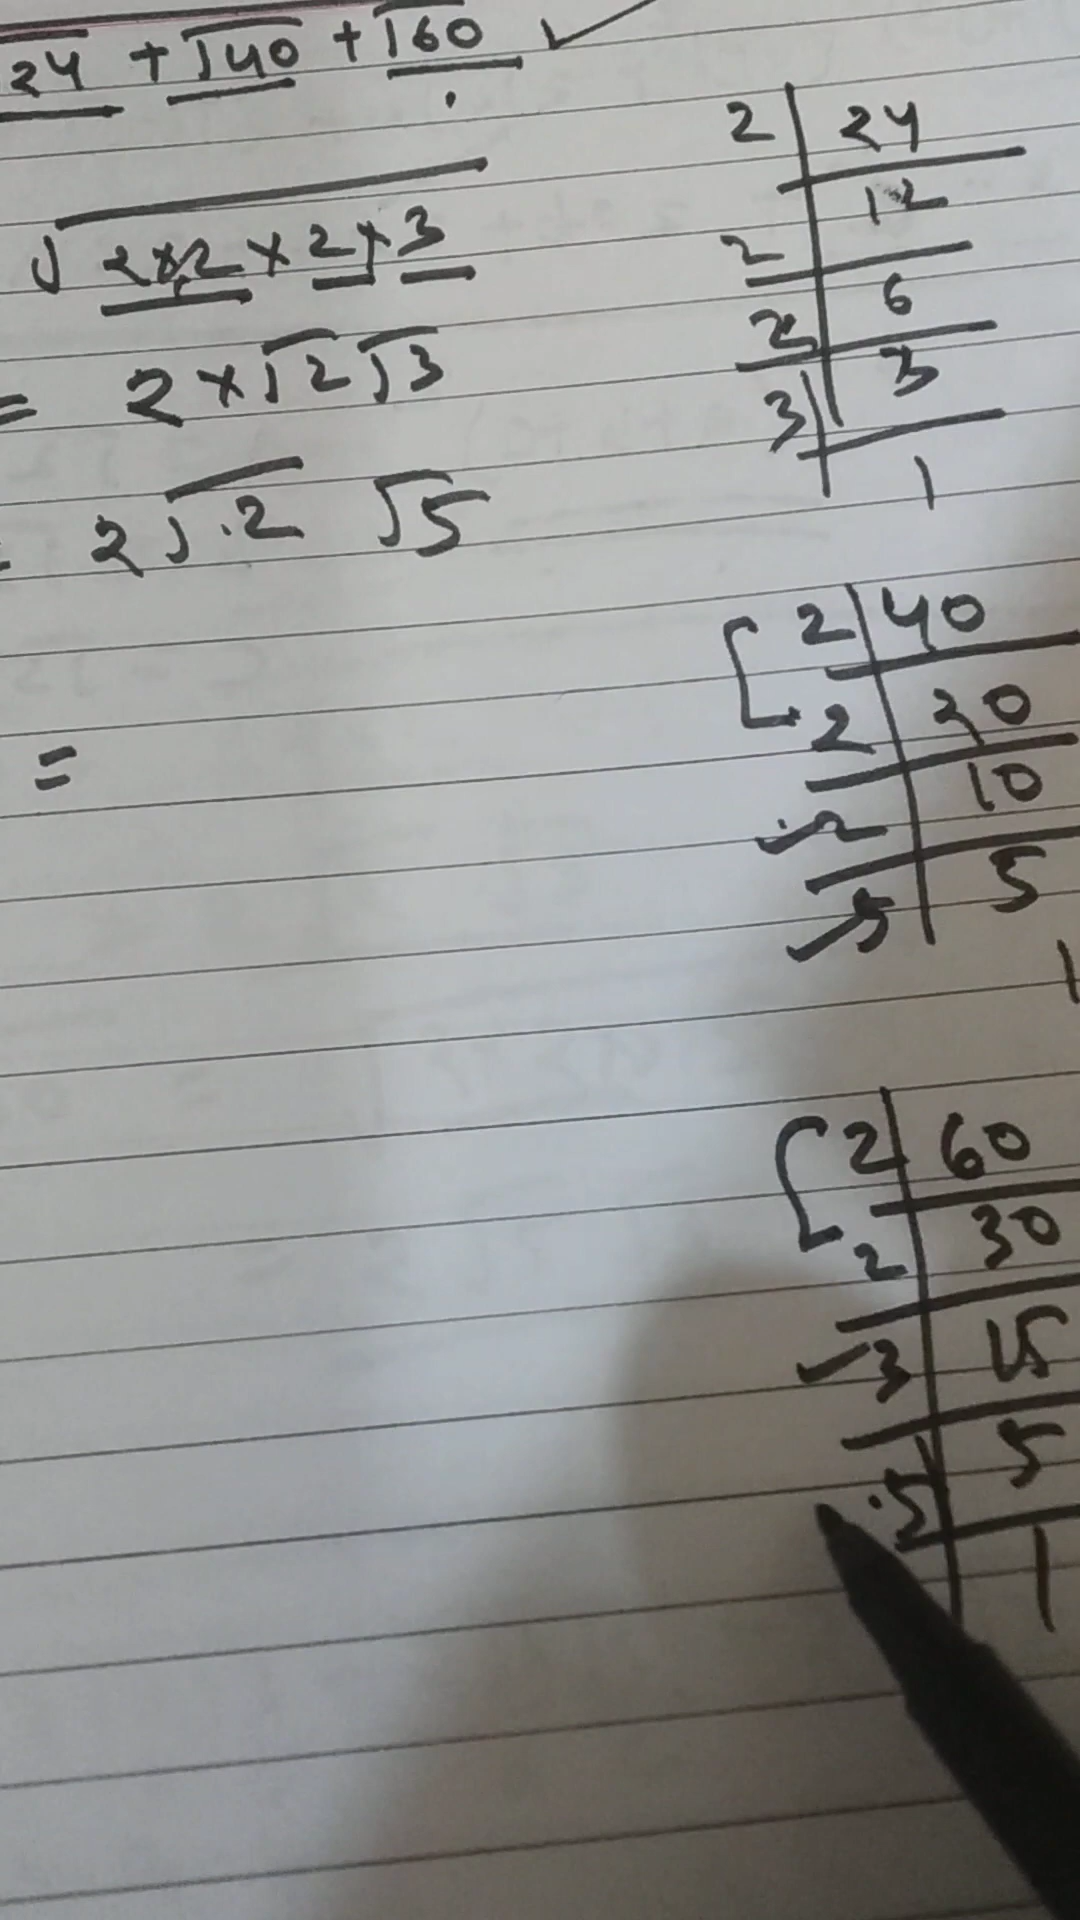 √24 + √40 + √60 ✓
√2×2×2×3
= 2×√2√3
= 2√2 √5
=
2 | 24
12
2
6
2
3
3
1
2 | 40
2 | 20
2 | 10
5 | 5
1
2 | 60
2 | 30
3 | 15
5 | 5
1